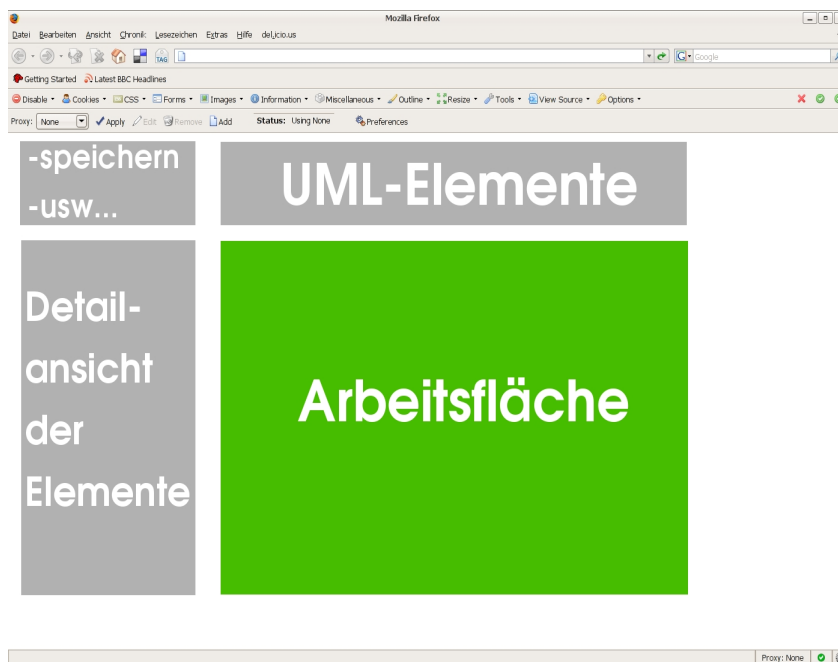 Mozilla Firefox
Datei Bearbeiten Ansicht Chronik Lesezeichen Extras Hilfe del.icio.us
TAG G Google
Getting Started Latest BBC Headlines
Disable Cookies CSS Forms Images Information Miscellaneous Outline Resize Tools View Source Options
Proxy: None Apply Edit Remove Add Status: Using None Preferences
-speichern
-usw...
UML-Elemente
Detail-
ansicht
der
Elemente
Arbeitsfläche
Proxy: None